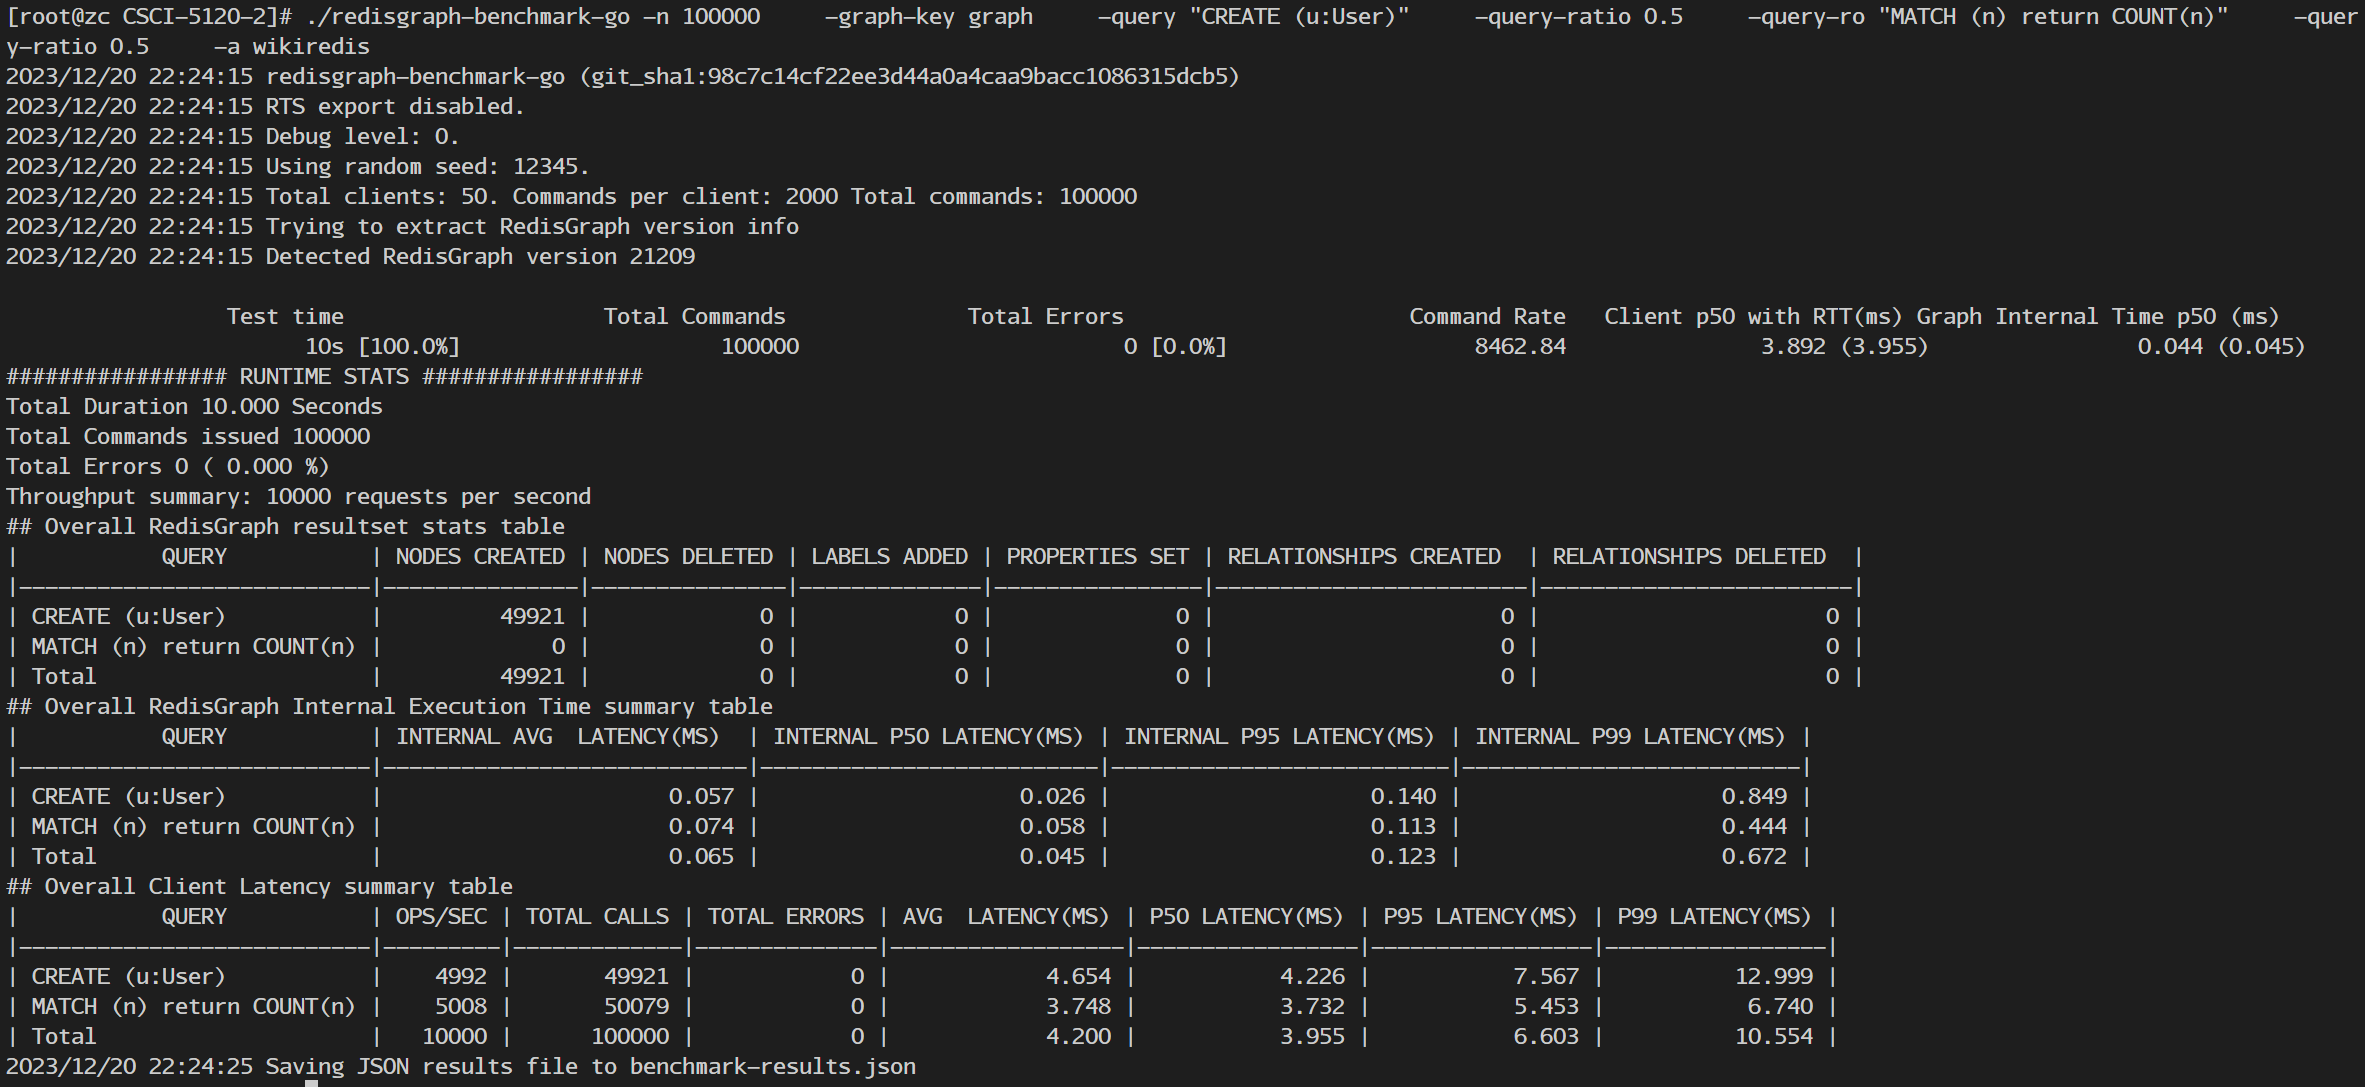 [root@zc CSCI-5120-2]# ./redisgraph-benchmark-go -n 100000     -graph-key graph     -query "CREATE (u:User)"     -query-ratio 0.5     -query-ro "MATCH (n) return COUNT(n)"     -quer
y-ratio 0.5     -a wikiredis
2023/12/20 22:24:15 redisgraph-benchmark-go (git_sha1:98c7c14cf22ee3d44a0a4caa9bacc1086315dcb5)
2023/12/20 22:24:15 RTS export disabled.
2023/12/20 22:24:15 Debug level: 0.
2023/12/20 22:24:15 Using random seed: 12345.
2023/12/20 22:24:15 Total clients: 50. Commands per client: 2000 Total commands: 100000
2023/12/20 22:24:15 Trying to extract RedisGraph version info
2023/12/20 22:24:15 Detected RedisGraph version 21209
Test time Total Commands Total Errors Command Rate Client p50 with RTT(ms) Graph Internal Time p50 (ms)
10s [100.0%] 100000 0 [0.0%] 8462.84 3.892 (3.955) 0.044 (0.045)
################# RUNTIME STATS #################
Total Duration 10.000 Seconds
Total Commands issued 100000
Total Errors 0 ( 0.000 %)
Throughput summary: 10000 requests per second
## Overall RedisGraph resultset stats table
| QUERY | NODES CREATED | NODES DELETED | LABELS ADDED | PROPERTIES SET | RELATIONSHIPS CREATED | RELATIONSHIPS DELETED |
|---------------------------|---------------|---------------|--------------|----------------|------------------------|------------------------|
| CREATE (u:User) | 49921 | 0 | 0 | 0 | 0 | 0 |
| MATCH (n) return COUNT(n) | 0 | 0 | 0 | 0 | 0 | 0 |
| Total | 49921 | 0 | 0 | 0 | 0 | 0 |
## Overall RedisGraph Internal Execution Time summary table
| QUERY | INTERNAL AVG  LATENCY(MS) | INTERNAL P50 LATENCY(MS) | INTERNAL P95 LATENCY(MS) | INTERNAL P99 LATENCY(MS) |
|---------------------------|----------------------------|--------------------------|--------------------------|--------------------------|
| CREATE (u:User) | 0.057 | 0.026 | 0.140 | 0.849 |
| MATCH (n) return COUNT(n) | 0.074 | 0.058 | 0.113 | 0.444 |
| Total | 0.065 | 0.045 | 0.123 | 0.672 |
## Overall Client Latency summary table
| QUERY | OPS/SEC | TOTAL CALLS | TOTAL ERRORS | AVG  LATENCY(MS) | P50 LATENCY(MS) | P95 LATENCY(MS) | P99 LATENCY(MS) |
|---------------------------|---------|-------------|--------------|------------------|-----------------|-----------------|-----------------|
| CREATE (u:User) | 4992 | 49921 | 0 | 4.654 | 4.226 | 7.567 | 12.999 |
| MATCH (n) return COUNT(n) | 5008 | 50079 | 0 | 3.748 | 3.732 | 5.453 | 6.740 |
| Total | 10000 | 100000 | 0 | 4.200 | 3.955 | 6.603 | 10.554 |
2023/12/20 22:24:25 Saving JSON results file to benchmark-results.json